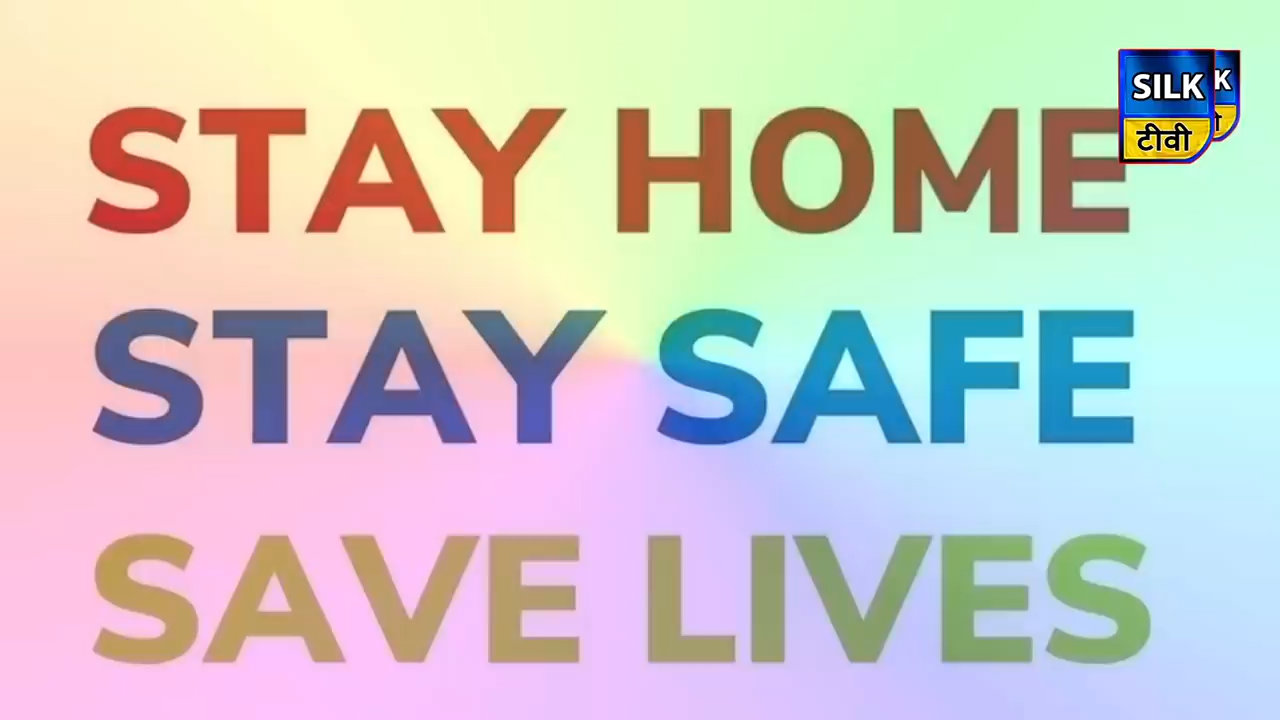 STAY HOME
STAY SAFE
SAVE LIVES
SILK
टीवी
K